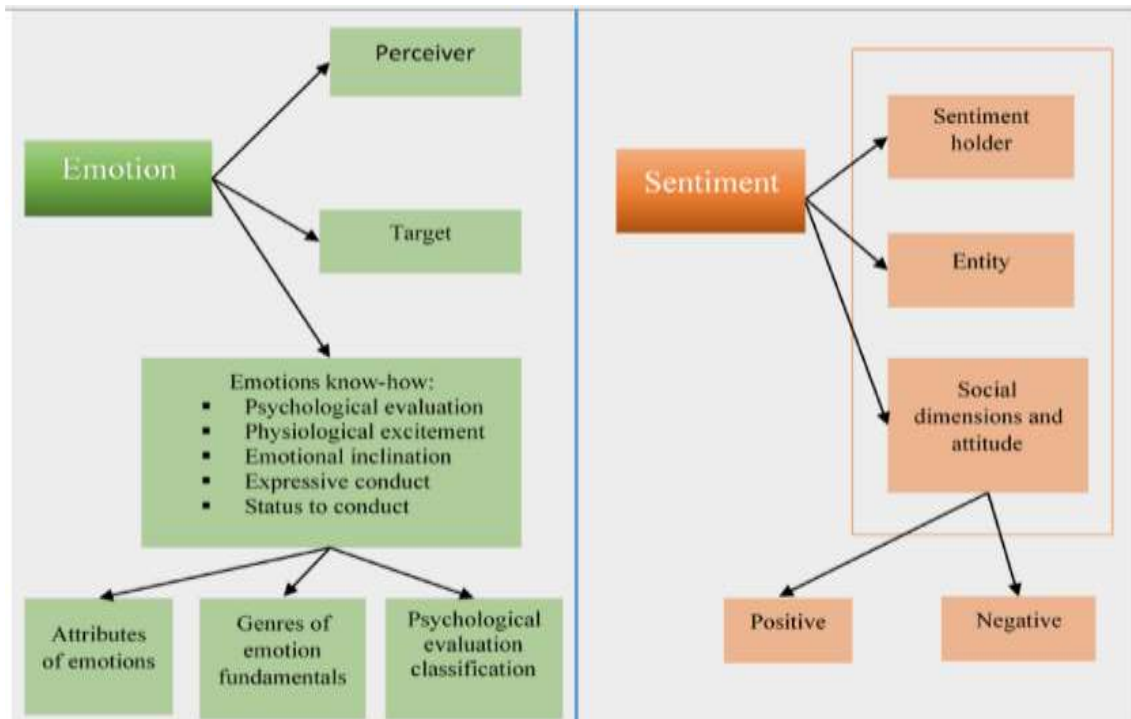 Emotion
Perceiver
Target
Emotions know-how:
▪ Psychological evaluation
▪ Physiological excitement
▪ Emotional inclination
▪ Expressive conduct
▪ Status to conduct
Attributes
of emotions
Genres of
emotion
fundamentals
Psychological
evaluation
classification
Sentiment
Sentiment
holder
Entity
Social
dimensions and
attitude
Positive
Negative